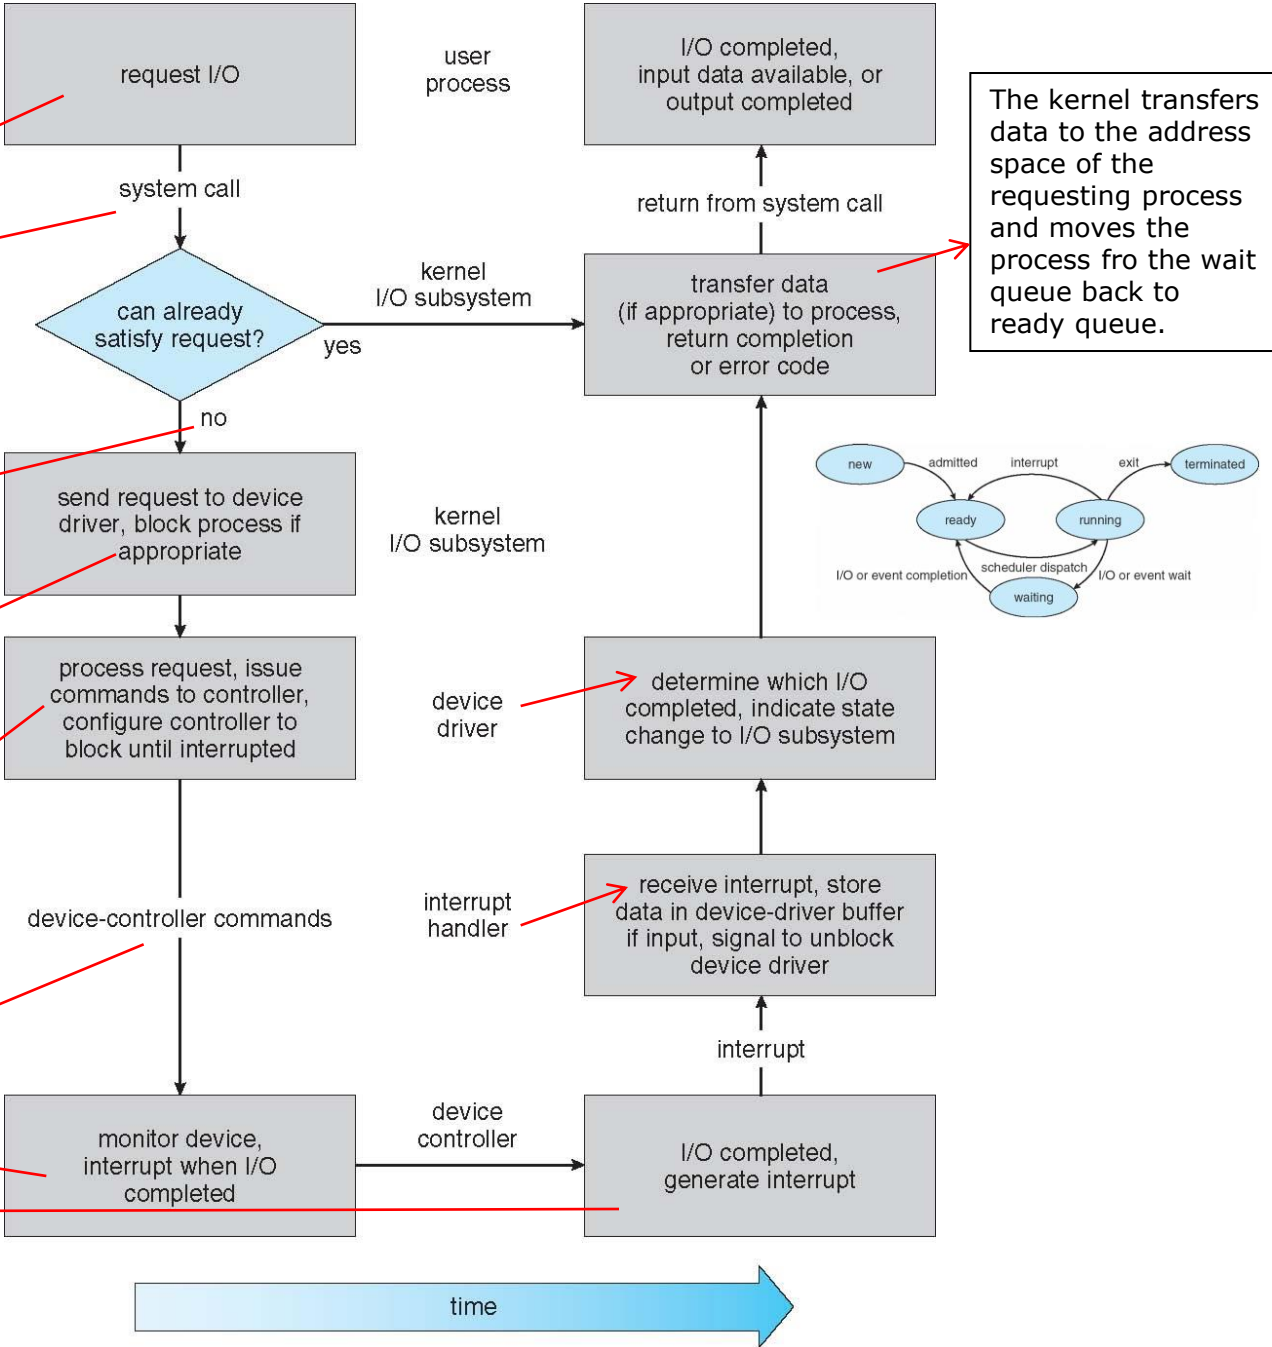 request I/O
user
process
I/O completed,
input data available, or
output completed
The kernel transfers
data to the address
space of the
requesting process
and moves the
process fro the wait
queue back to
ready queue.
system call
return from system call
can already
satisfy request?
kernel
I/O subsystem
yes
transfer data
(if appropriate) to process,
return completion
or error code
no
send request to device
driver, block process if
appropriate
kernel
I/O subsystem
new
admitted
interrupt
exit
terminated
ready
running
scheduler dispatch
I/O or event completion
I/O or event wait
waiting
process request, issue
commands to controller,
configure controller to
block until interrupted
device
driver
determine which I/O
completed, indicate state
change to I/O subsystem
device-controller commands
interrupt
handler
receive interrupt, store
data in device-driver buffer
if input, signal to unblock
device driver
interrupt
monitor device,
interrupt when I/O
completed
device
controller
I/O completed,
generate interrupt
time